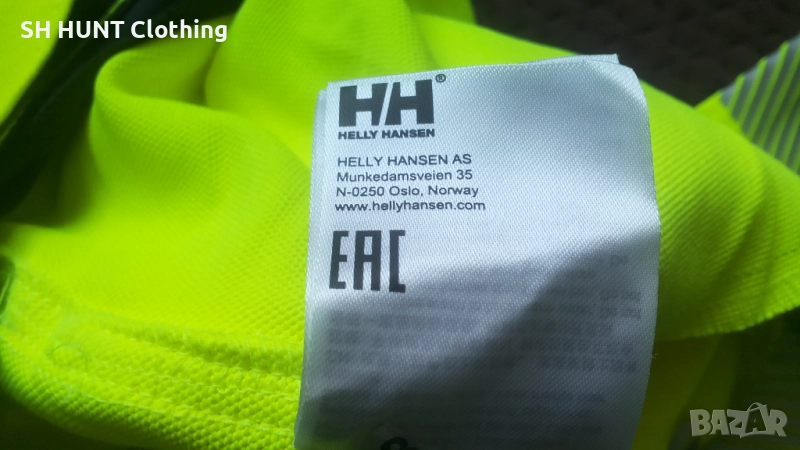 SH HUNT Clothing
HH®
HELLY HANSEN
HELLY HANSEN AS
Munkedamsveien 35
N-0250 Oslo, Norway
www.hellyhansen.com
EAC
BAZAR